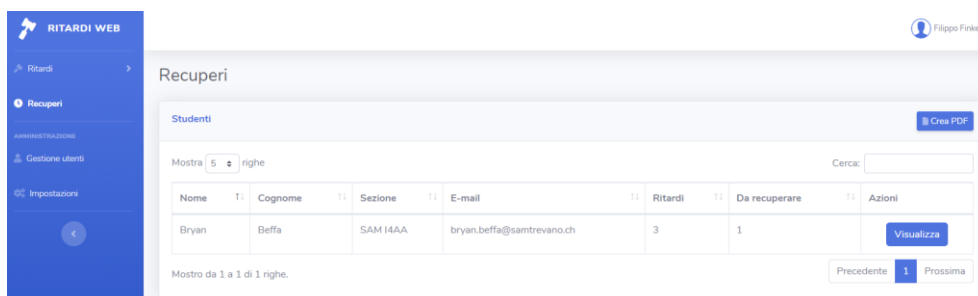 RITARDI WEB
Filippo Finke
Ritardi
Recuperi
Recuperi
AMMINISTRAZIONE
Gestione utenti
Impostazioni
Studenti
Crea PDF
Mostra 5 righe
Cerca:
Nome Cognome Sezione E-mail Ritardi Da recuperare Azioni
Bryan Beffa SAM I4AA bryan.beffa@samtrevano.ch 3 1 Visualizza
Mostro da 1 a 1 di 1 righe.
Precedente 1 Prossima